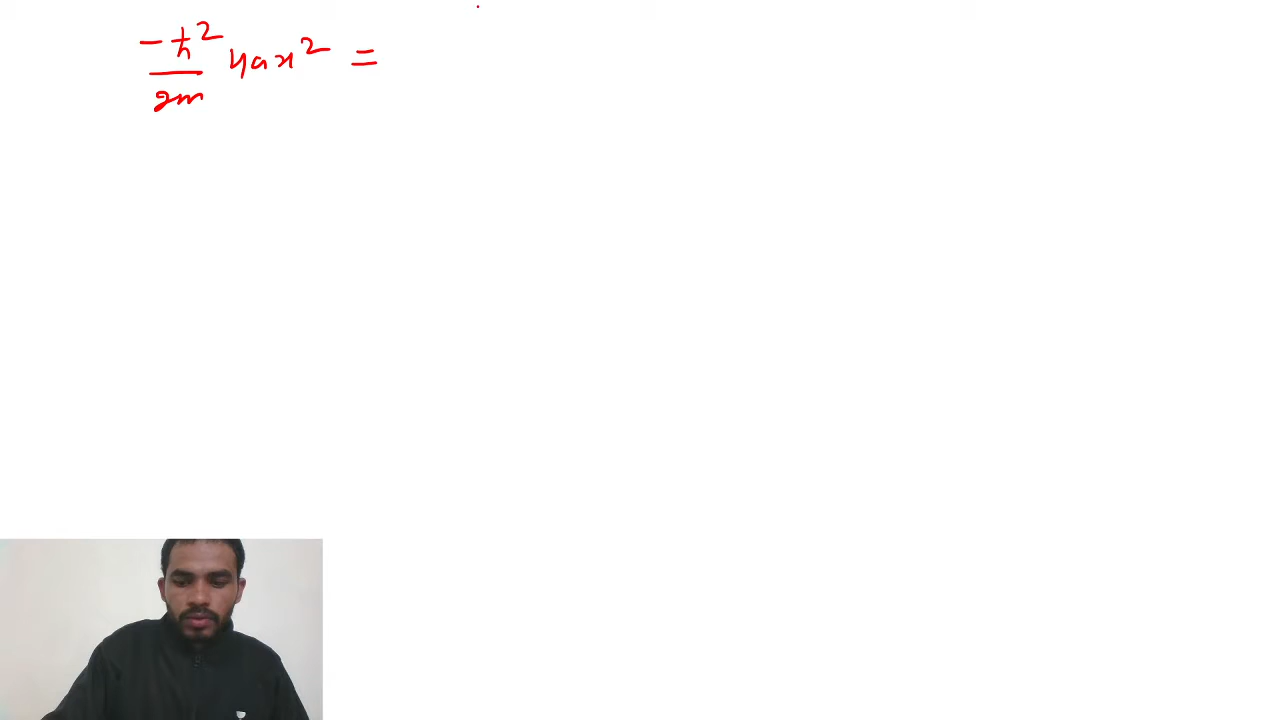 -ℏ²/2m 4ax² =